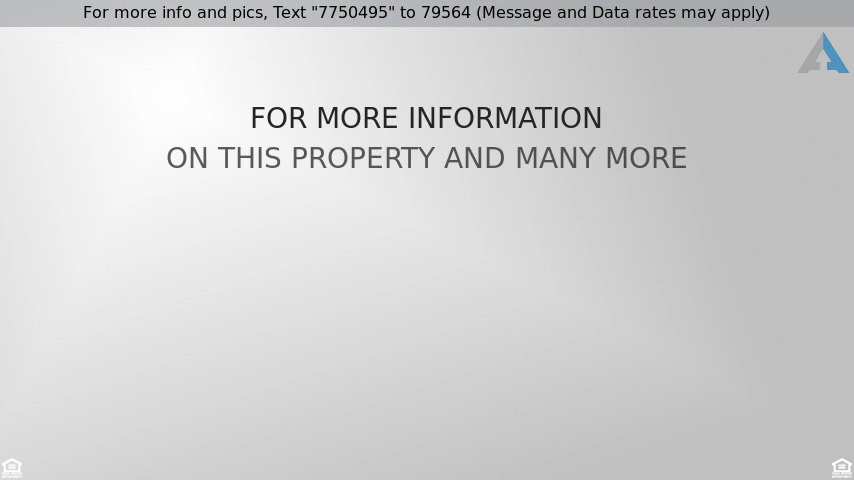 For more info and pics, Text "7750495" to 79564 (Message and Data rates may apply)
FOR MORE INFORMATION
ON THIS PROPERTY AND MANY MORE